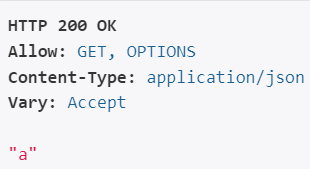 HTTP 200 OK
Allow: GET, OPTIONS
Content-Type: application/json
Vary: Accept
"a"